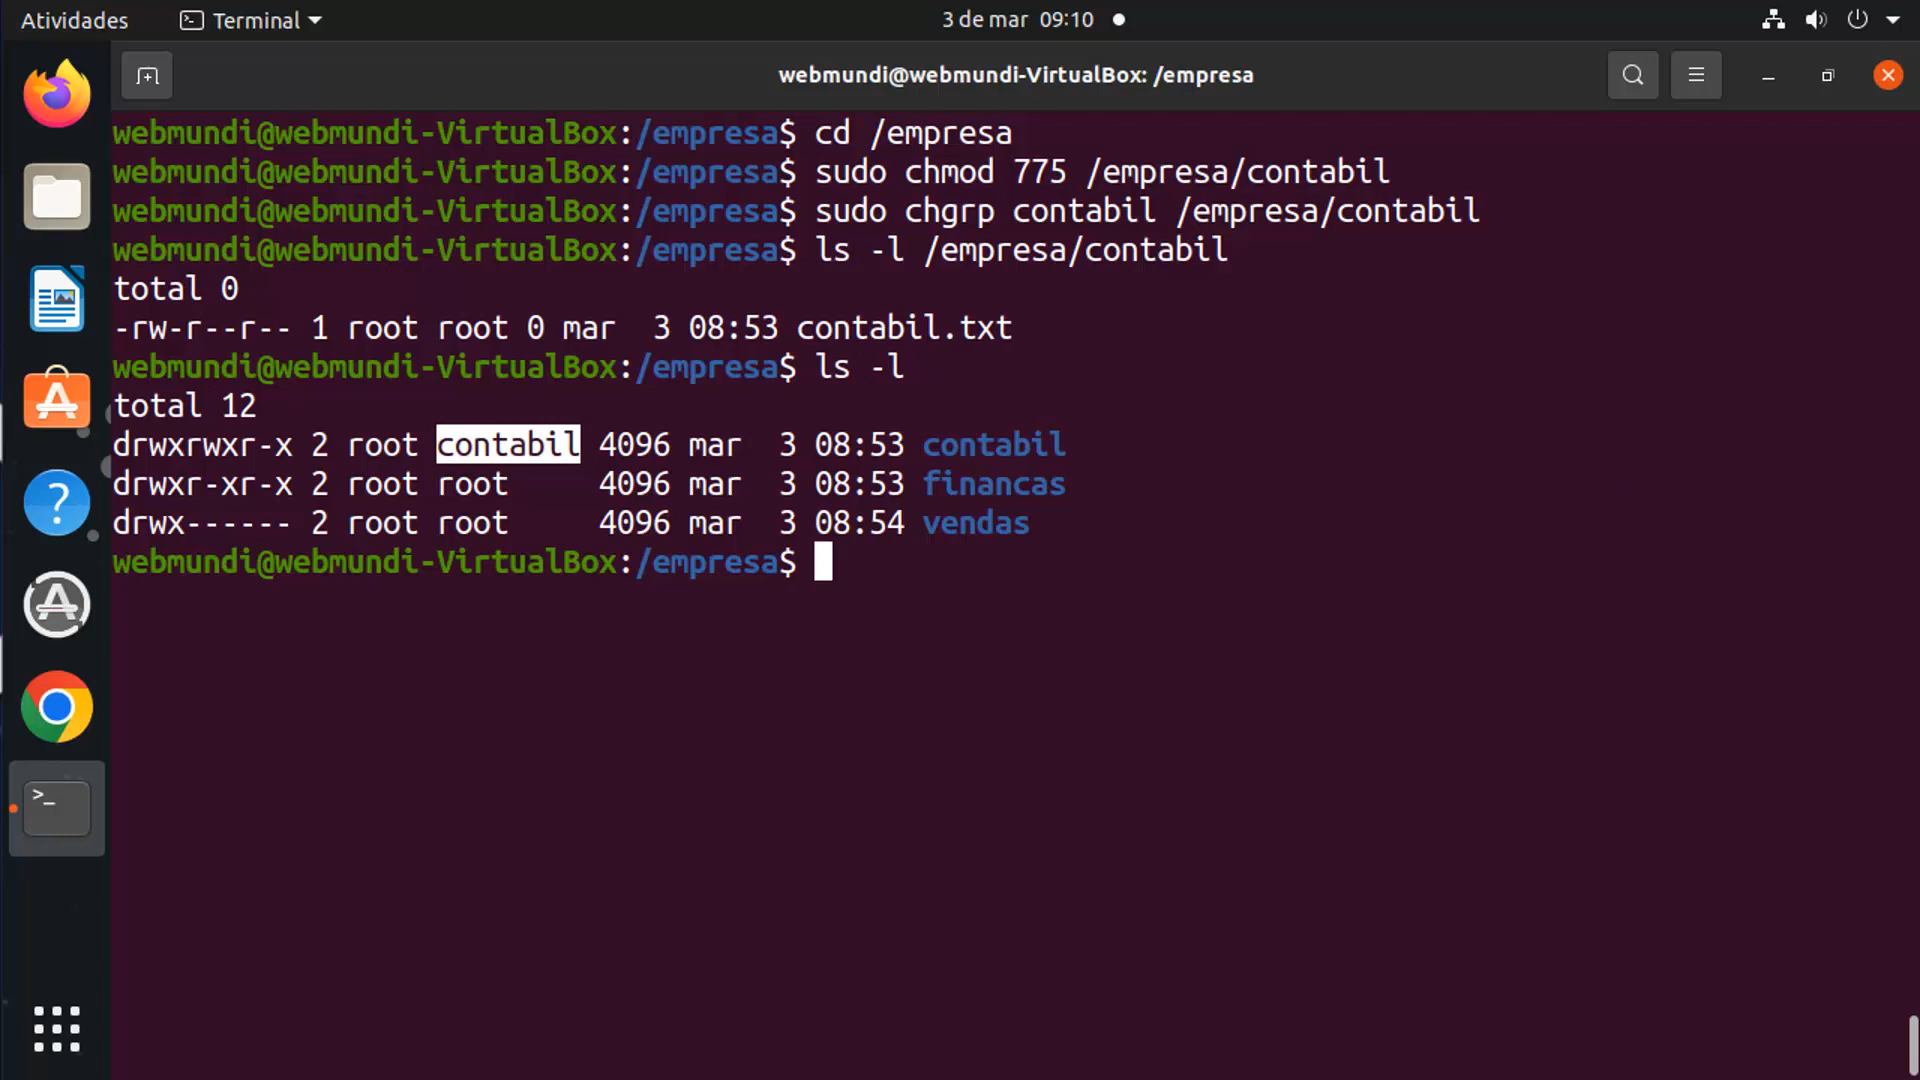 Atividades Terminal 3 de mar 09:10
webmundi@webmundi-VirtualBox: /empresa
webmundi@webmundi-VirtualBox:/empresa$ cd /empresa
webmundi@webmundi-VirtualBox:/empresa$ sudo chmod 775 /empresa/contabil
webmundi@webmundi-VirtualBox:/empresa$ sudo chgrp contabil /empresa/contabil
webmundi@webmundi-VirtualBox:/empresa$ ls -l /empresa/contabil
total 0
-rw-r--r-- 1 root root 0 mar  3 08:53 contabil.txt
webmundi@webmundi-VirtualBox:/empresa$ ls -l
total 12
drwxrwxr-x 2 root contabil 4096 mar  3 08:53 contabil
drwxr-xr-x 2 root root     4096 mar  3 08:53 financas
drwx------ 2 root root     4096 mar  3 08:54 vendas
webmundi@webmundi-VirtualBox:/empresa$